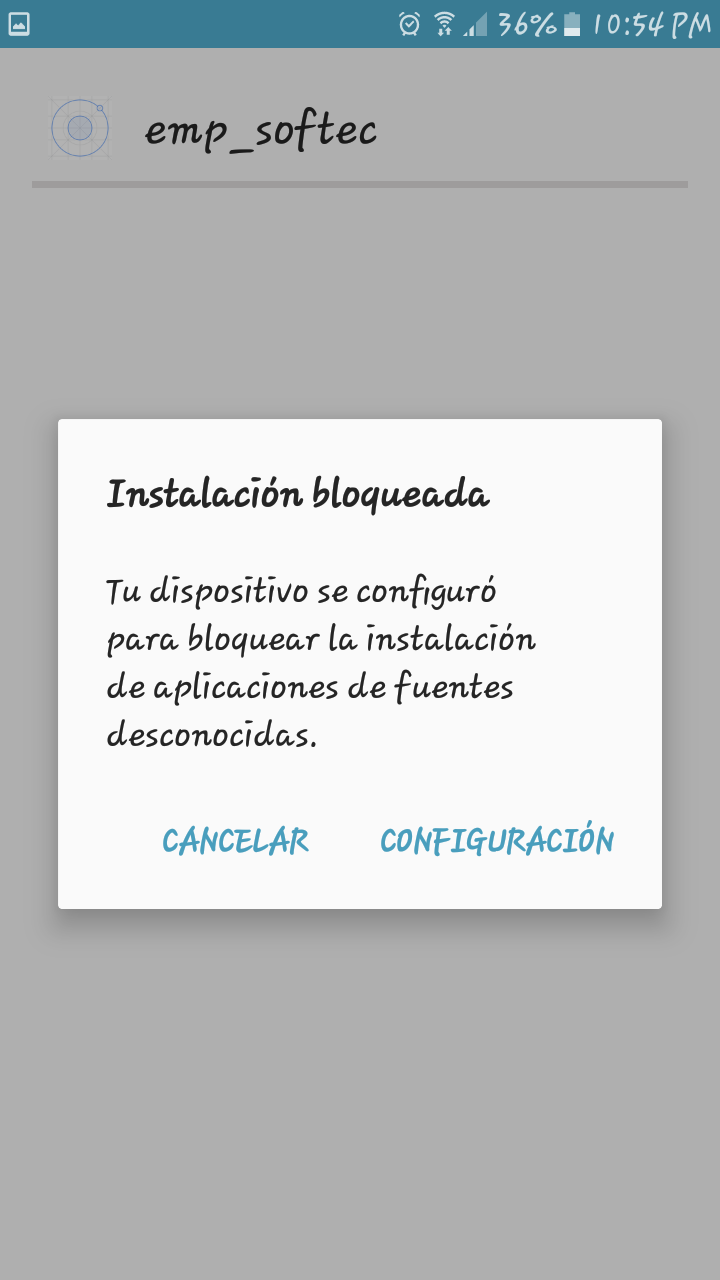 36% 10:54 PM
emp_softec
Instalación bloqueada
Tu dispositivo se configuró
para bloquear la instalación
de aplicaciones de fuentes
desconocidas.
CANCELAR CONFIGURACIÓN